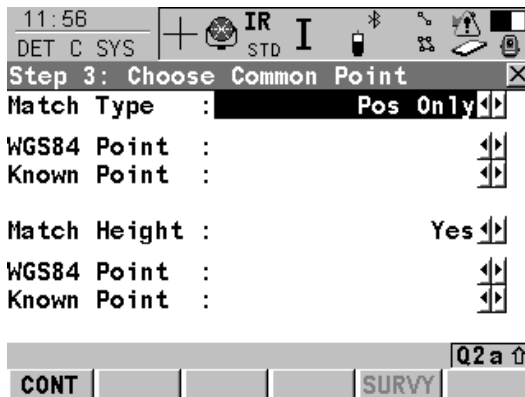 11:56
DET C SYS
IR
STD
I
Step 3: Choose Common Point
Match Type : Pos Only
WGS84 Point :
Known Point :
Match Height : Yes
WGS84 Point :
Known Point :
Q2 a
CONT SURVY